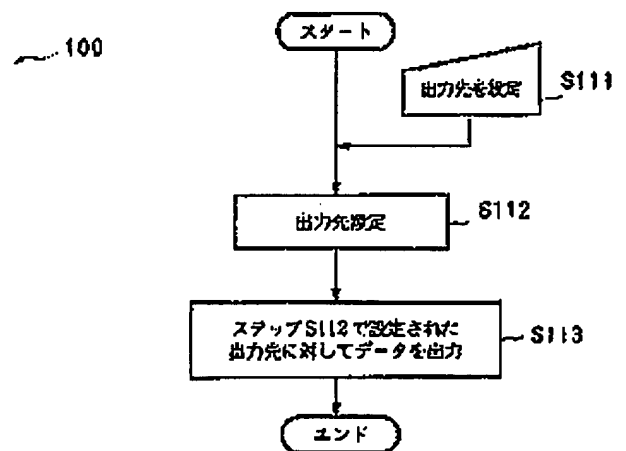 100
スタート
出力先を設定
S111
出力先設定
S112
ステップS112で設定された
出力先に対してデータを出力
S113
エンド